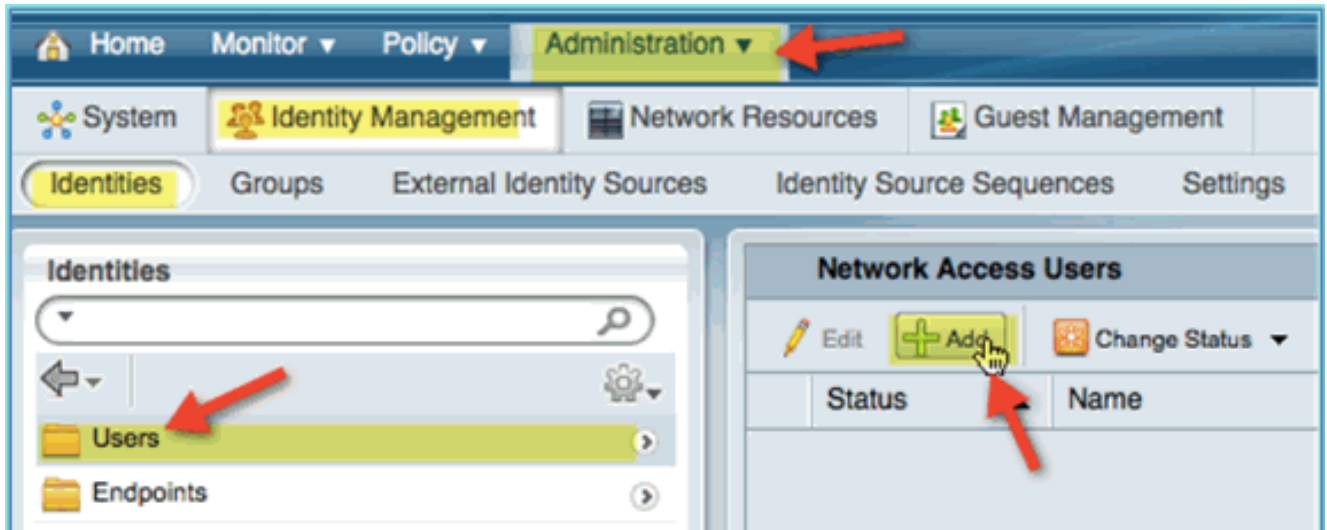 Home Monitor Policy Administration
System Identity Management Network Resources Guest Management
Identities Groups External Identity Sources Identity Source Sequences Settings
Identities
Users
Endpoints
Network Access Users
Edit Add Change Status
Status Name